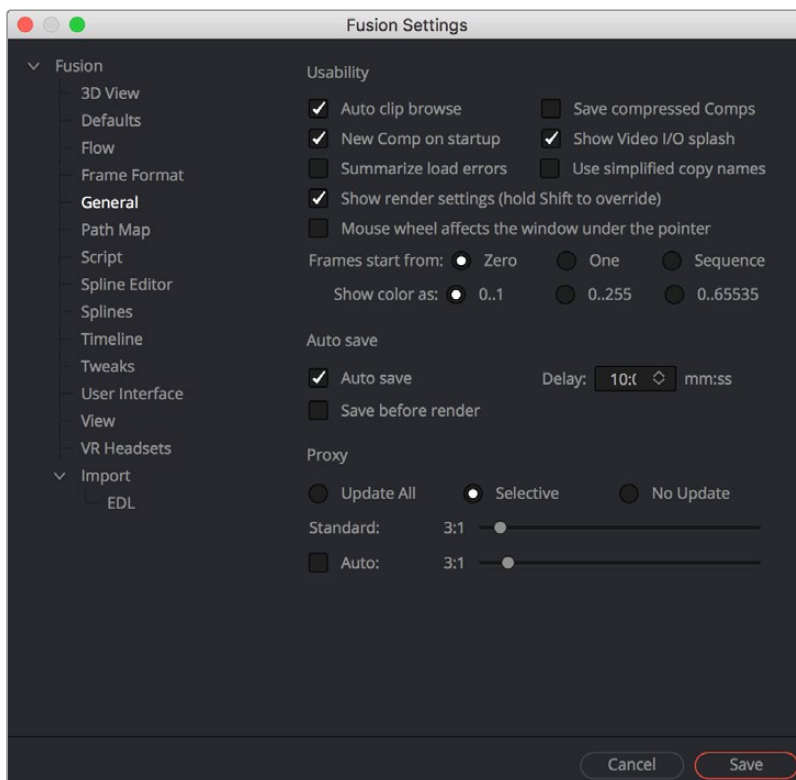 Fusion Settings
Fusion
3D View
Defaults
Flow
Frame Format
General
Path Map
Script
Spline Editor
Splines
Timeline
Tweaks
User Interface
View
VR Headsets
Import
EDL
Usability
Auto clip browse Save compressed Comps
New Comp on startup Show Video I/O splash
Summarize load errors Use simplified copy names
Show render settings (hold Shift to override)
Mouse wheel affects the window under the pointer
Frames start from: Zero One Sequence
Show color as: 0..1 0..255 0..65535
Auto save
Auto save Delay: 10:( mm:ss
Save before render
Proxy
Update All Selective No Update
Standard: 3:1
Auto: 3:1
Cancel Save